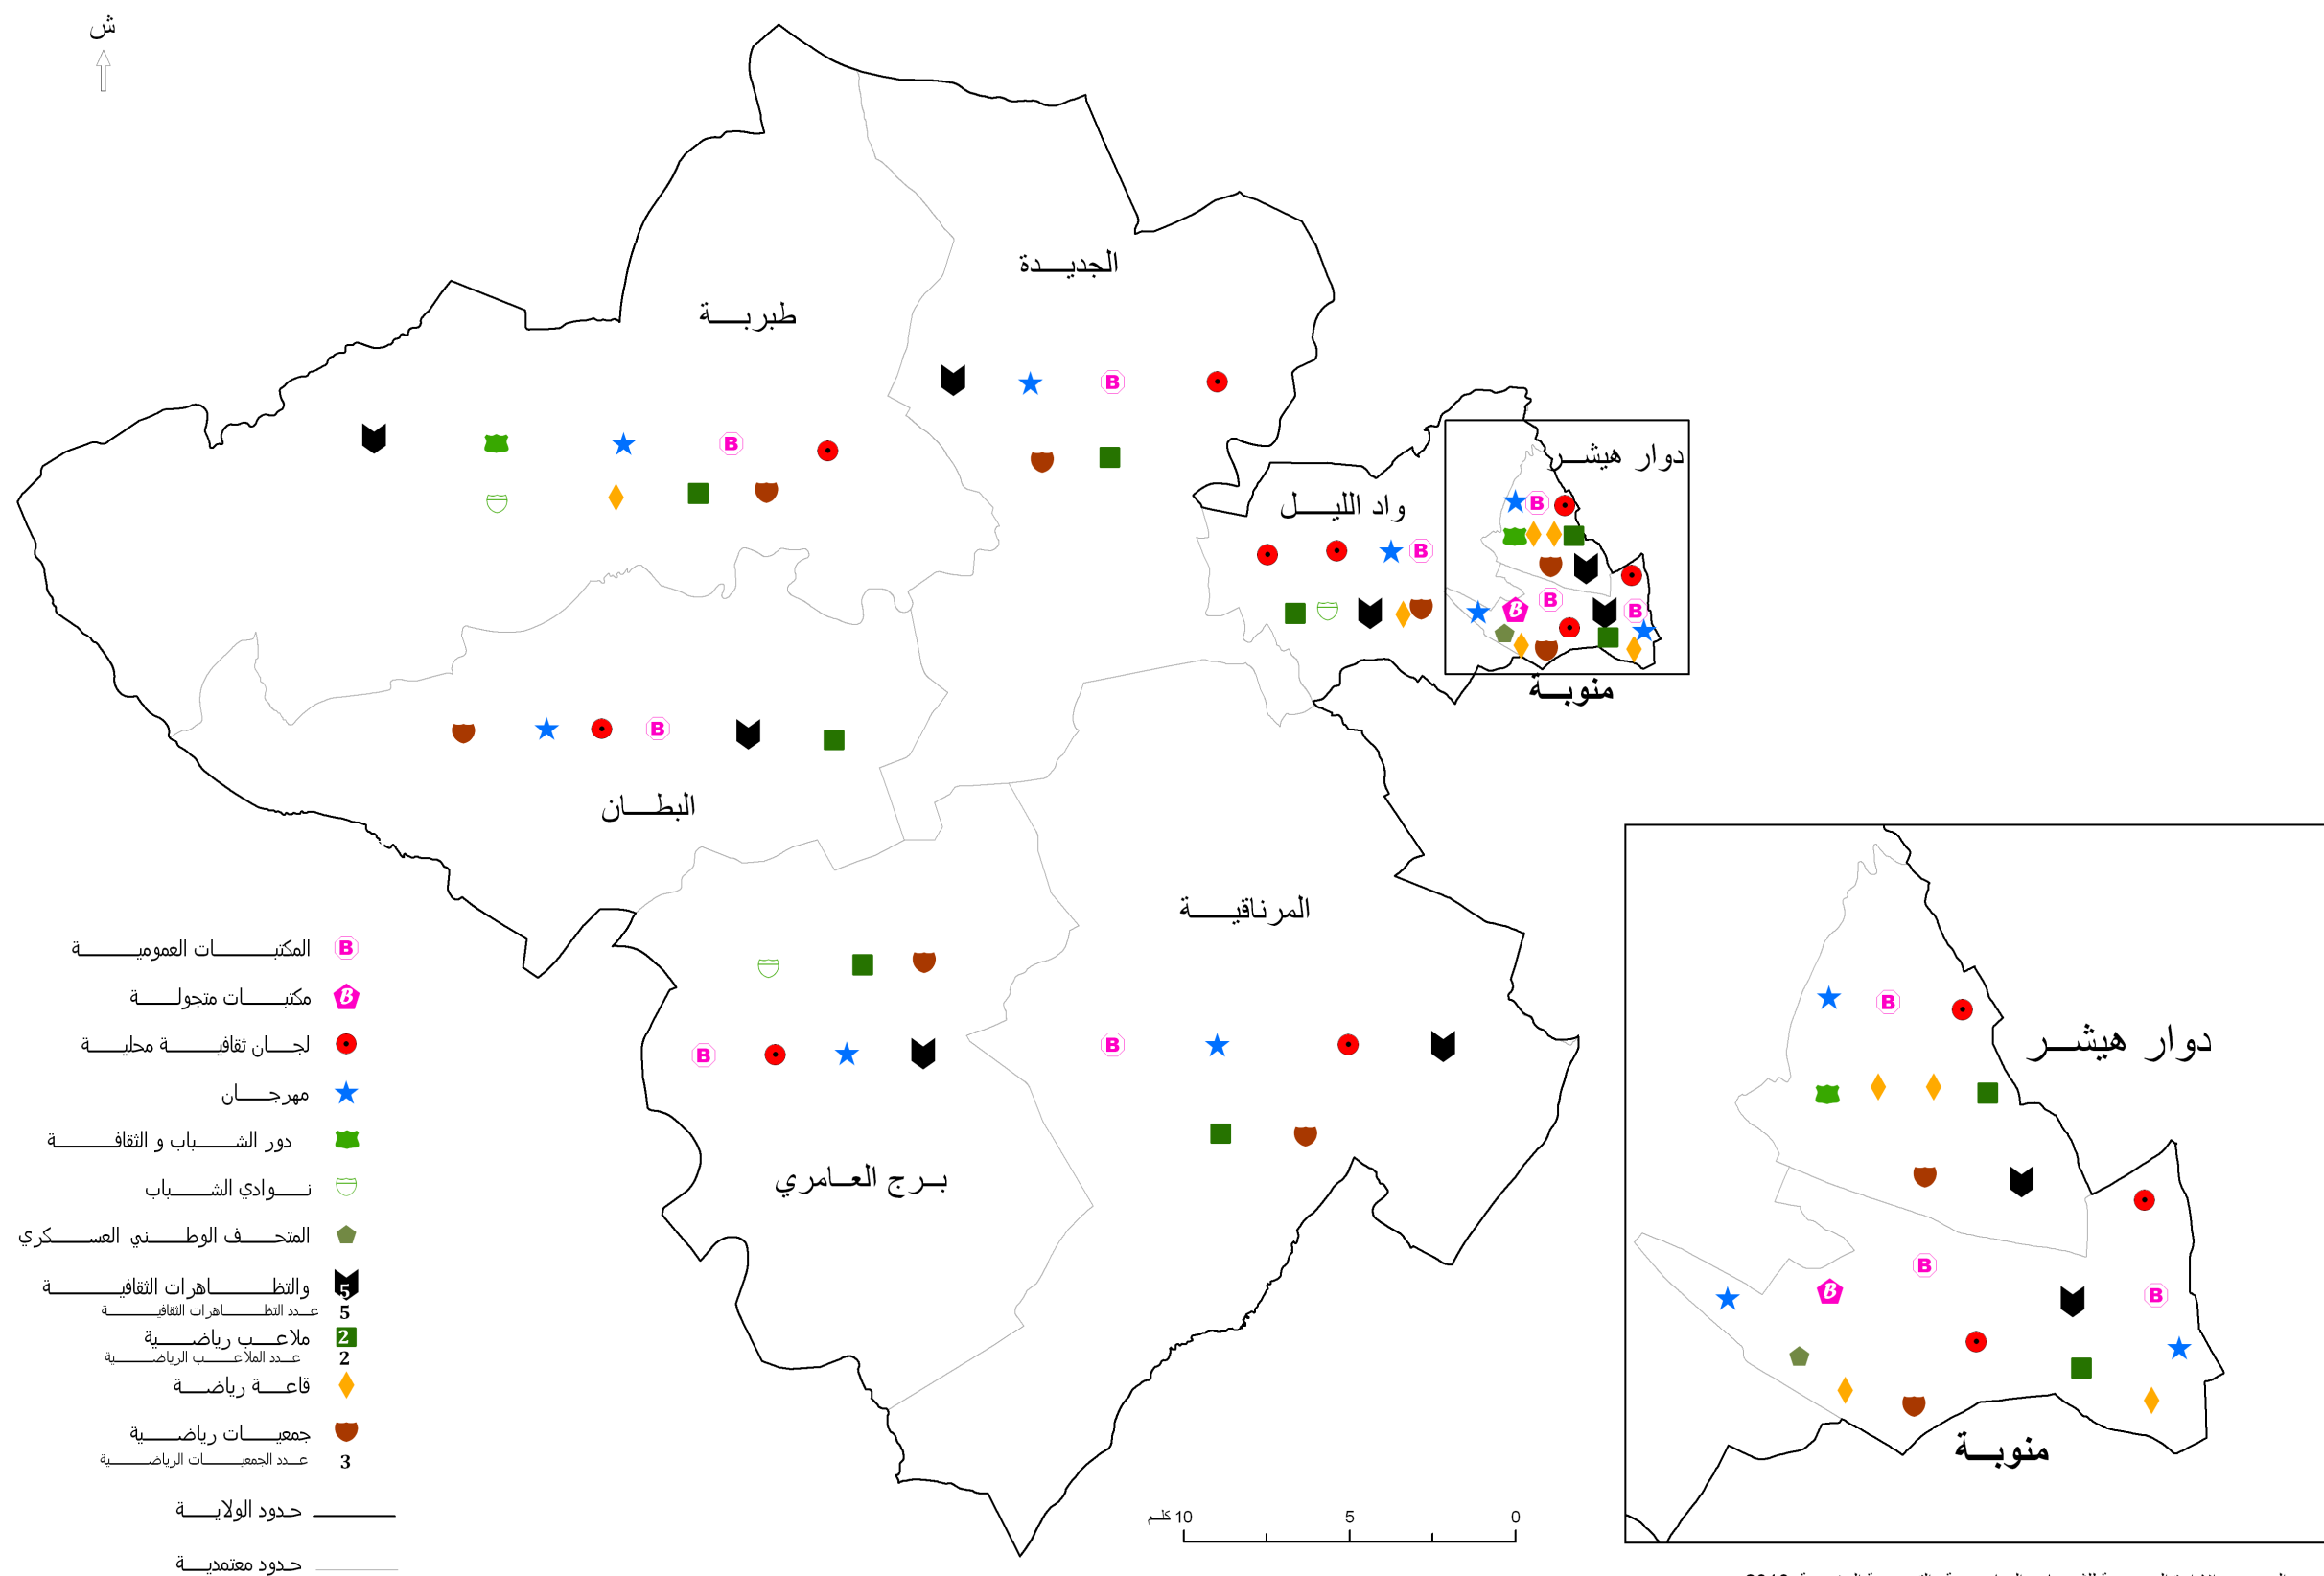 ش
الجديدة
طبربة
دوار هيشر
واد الليل
منوبة
البطان
المرناقية
برج العامري
دوار هيشر
منوبة
B المكتبات العمومية
B مكتبات متجولة
لجان ثقافية محلية
مهرجان
دور الشباب و الثقافة
نوادي الشباب
المتحف الوطني العسكري
5 والتظاهرات الثقافية
5 عدد التظاهرات الثقافية
2 ملاعب رياضية
2 عدد الملاعب الرياضية
قاعة رياضة
جمعيات رياضية
3 عدد الجمعيات الرياضية
حدود الولاية
حدود معتمدية
0 5 10 كلم